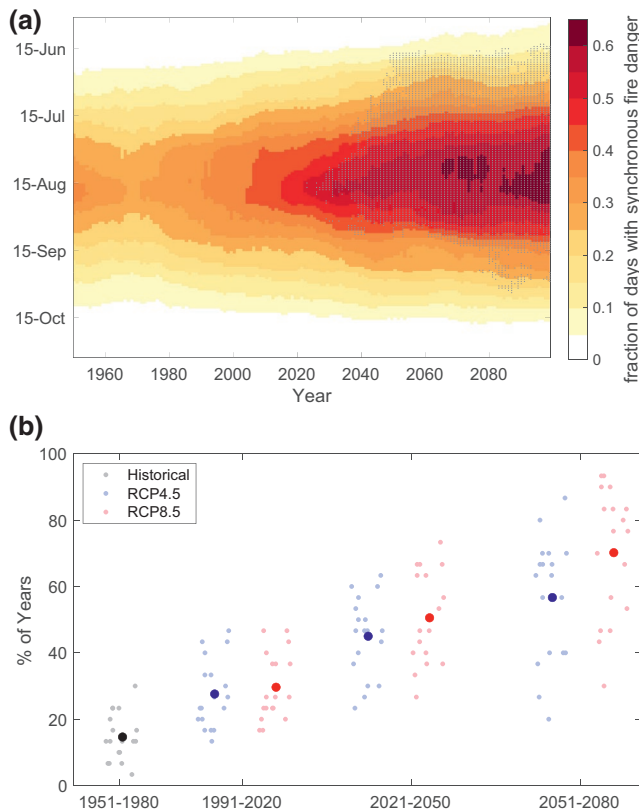 (a)
15-Jun
15-Jul
15-Aug
15-Sep
15-Oct
1960
1980
2000
2020
2040
2060
2080
Year
0.6
0.5
0.4
0.3
0.2
0.1
0
fraction of days with synchronous fire danger
(b)
100
80
60
40
20
0
% of Years
Historical
RCP4.5
RCP8.5
1951-1980
1991-2020
2021-2050
2051-2080